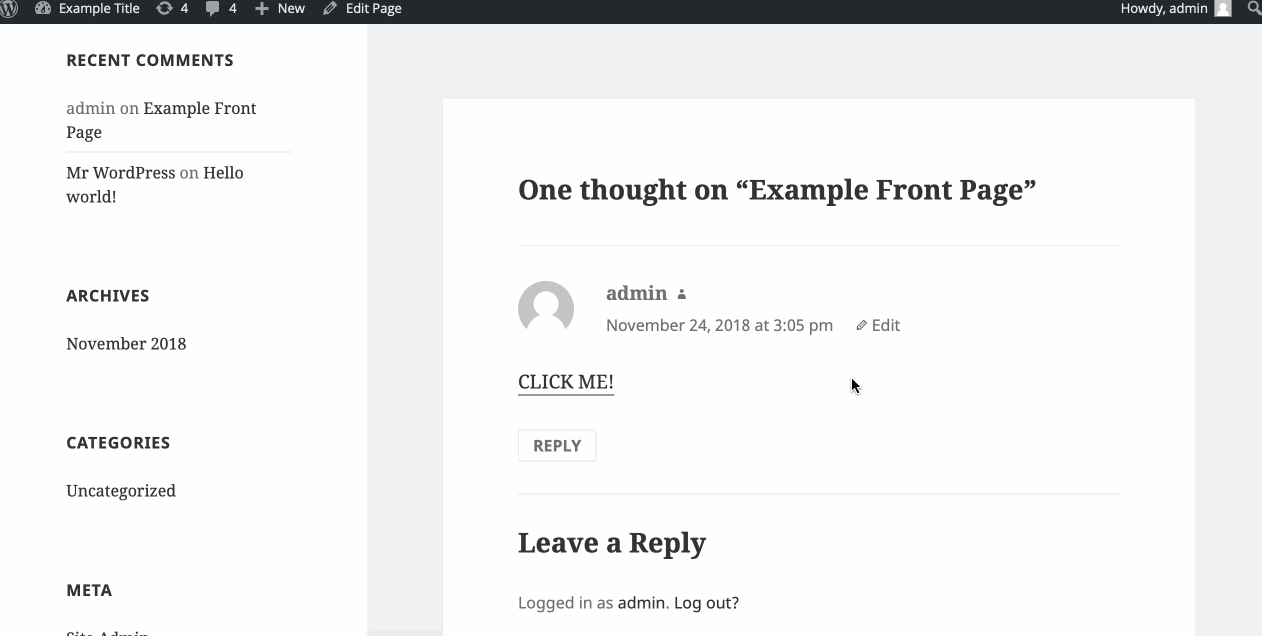 Example Title 4 4 New Edit Page Howdy, admin
RECENT COMMENTS
admin on Example Front
Page
Mr WordPress on Hello
world!
ARCHIVES
November 2018
CATEGORIES
Uncategorized
META
Site Admin
One thought on “Example Front Page”
admin
November 24, 2018 at 3:05 pm Edit
CLICK ME!
REPLY
Leave a Reply
Logged in as admin. Log out?